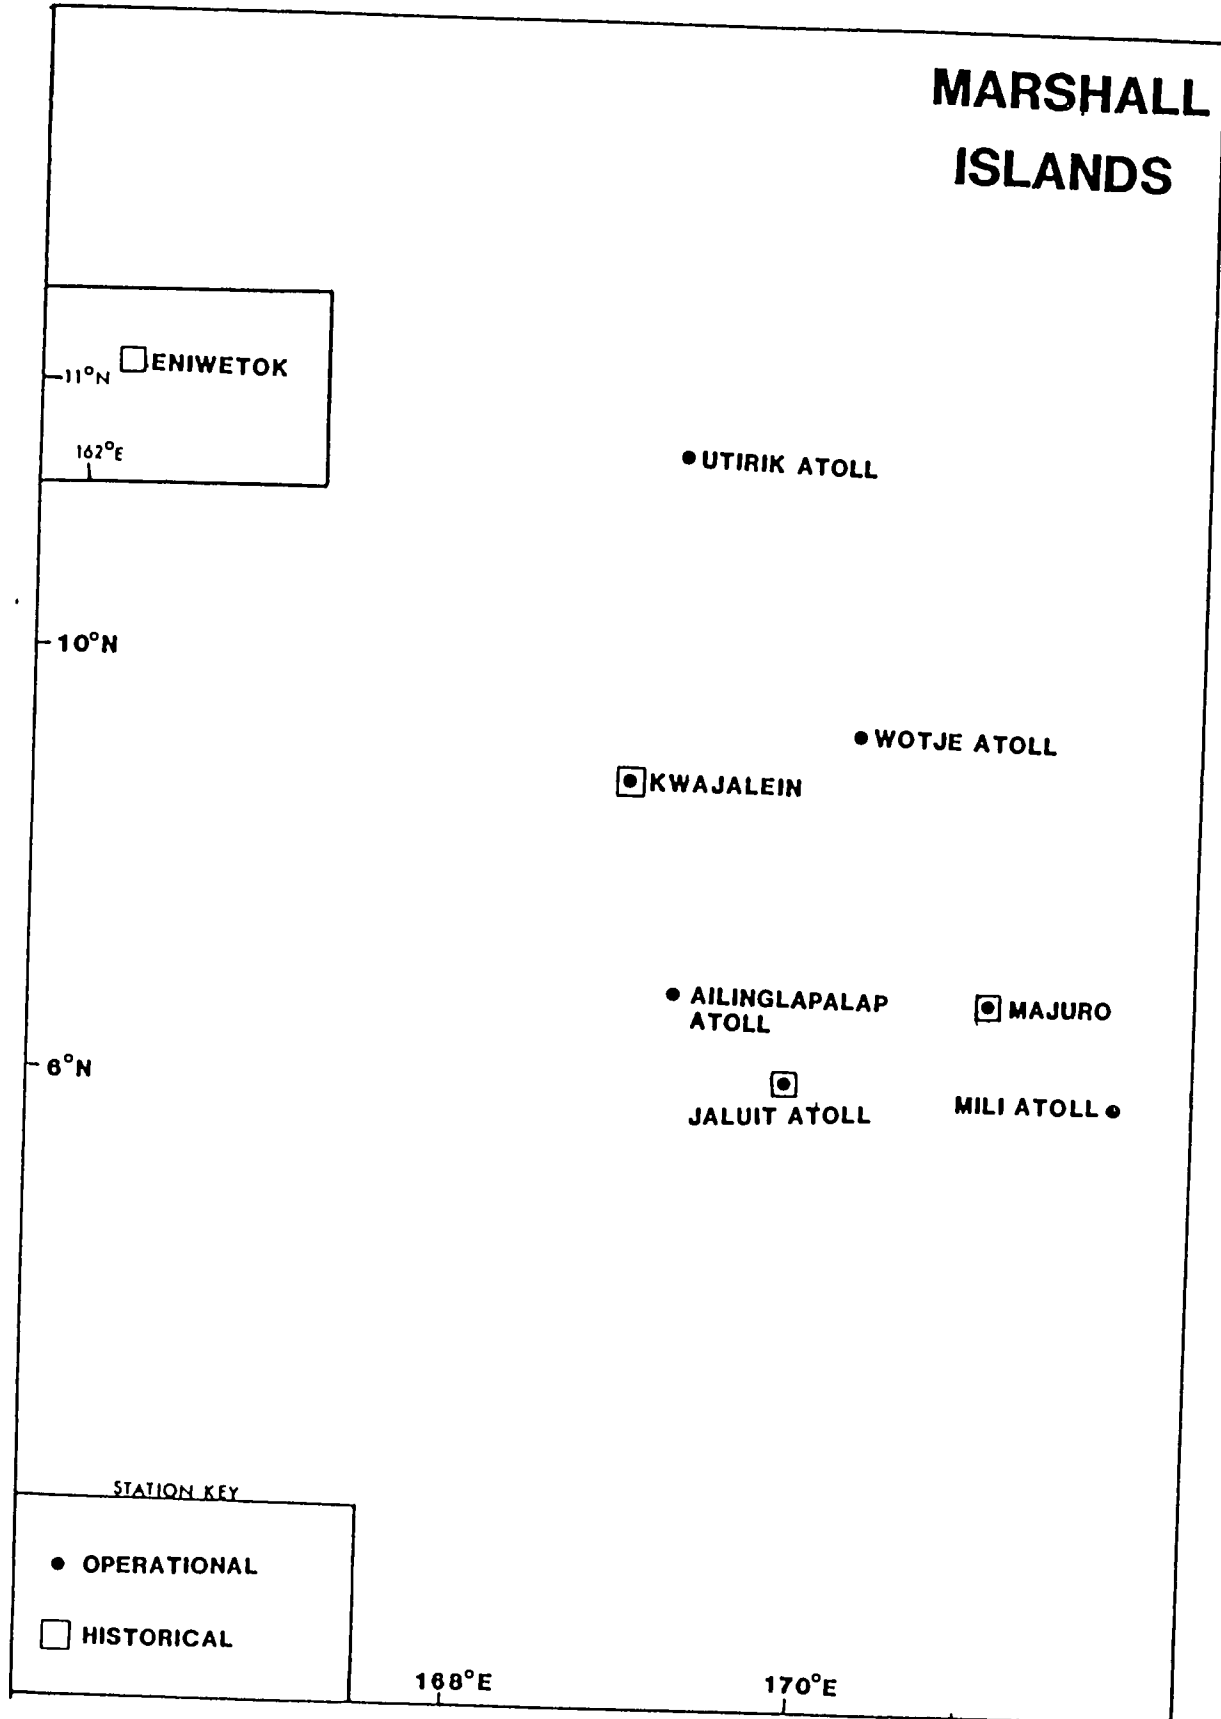 MARSHALL
ISLANDS
ENIWETOK
11°N
162°E
UTIRIK ATOLL
10°N
WOTJE ATOLL
KWAJALEIN
AILINGLAPALAP
ATOLL
MAJURO
6°N
JALUIT ATOLL
MILI ATOLL
STATION KEY
OPERATIONAL
HISTORICAL
168°E
170°E